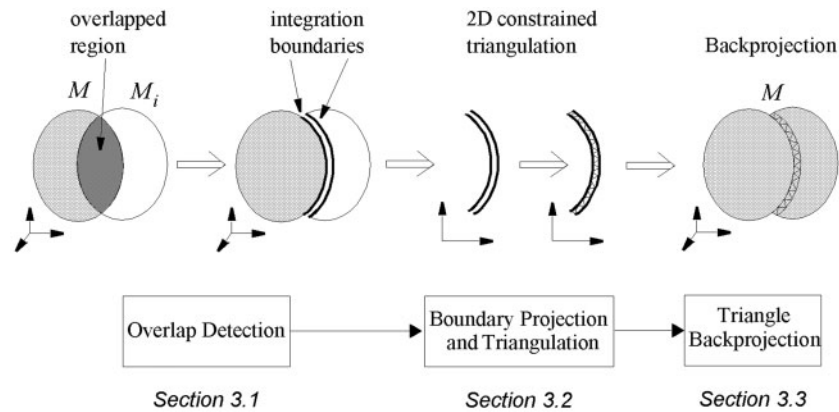 overlapped
region
integration
boundaries
2D constrained
triangulation
Backprojection
M
M_i
M
Overlap Detection
Boundary Projection
and Triangulation
Triangle
Backprojection
Section 3.1
Section 3.2
Section 3.3